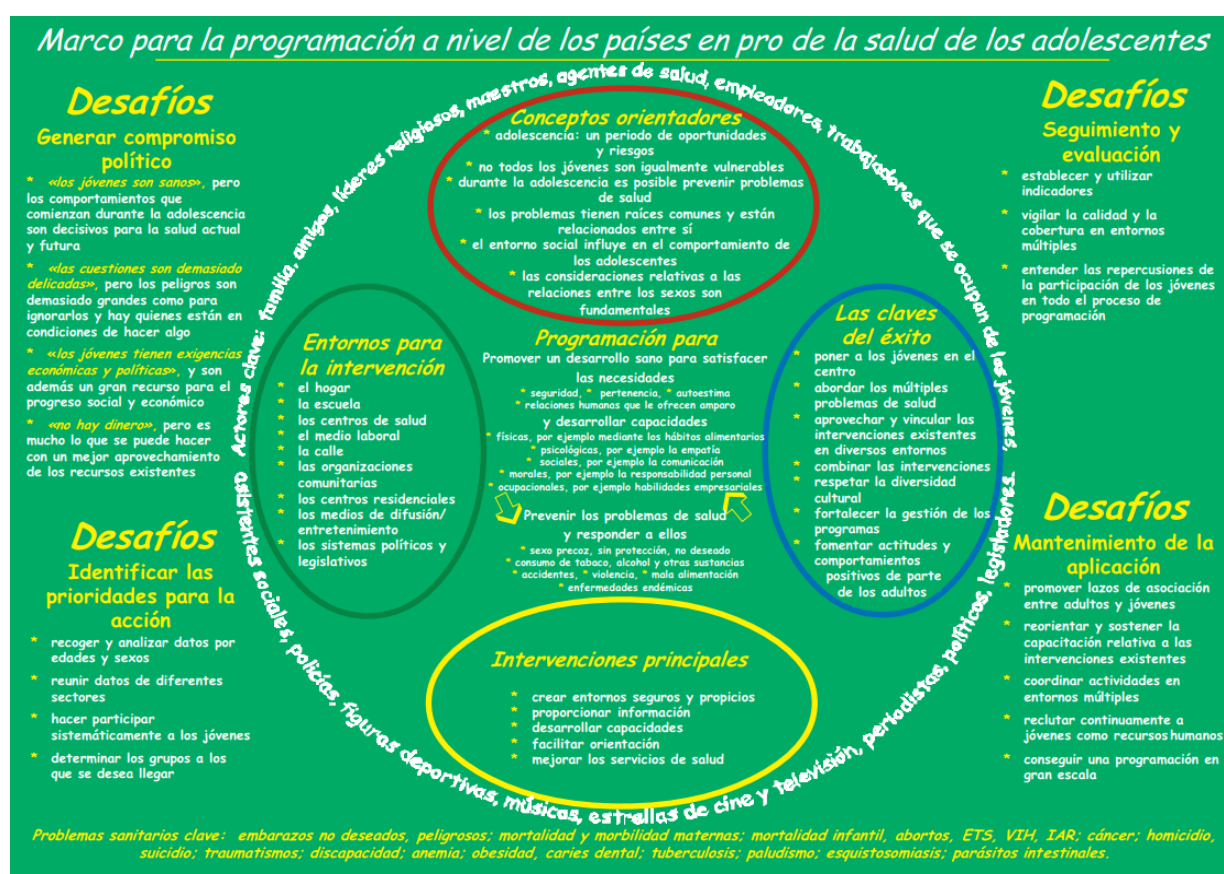 Marco para la programación a nivel de los países en pro de la salud de los adolescentes
Desafíos
Generar compromiso
político
* «los jóvenes son sanos», pero
los comportamientos que
comienzan durante la adolescencia
son decisivos para la salud actual
y futura
* «las cuestiones son demasiado
delicadas», pero los peligros son
demasiado grandes como para
ignorarlos y hay quienes están en
condiciones de hacer algo
* «los jóvenes tienen exigencias
económicas y políticas», y son
además un gran recurso para el
progreso social y económico
* «no hay dinero», pero es
mucho lo que se puede hacer
con un mejor aprovechamiento
de los recursos existentes
Desafíos
Identificar las
prioridades para la
acción
* recoger y analizar datos por
edades y sexos
* reunir datos de diferentes
sectores
* hacer participar
sistemáticamente a los jóvenes
* determinar los grupos a los
que se desea llegar
Actores clave: familia, amigos, líderes religiosos, maestros, agentes de salud, empleadores, trabajadores que se ocupan de los jóvenes,
asistentes sociales, policías, figuras deportivas, músicas, estrellas de cine y televisión, periodistas, políticos, legisladores.
Conceptos orientadores
* adolescencia: un periodo de oportunidades
y riesgos
* no todos los jóvenes son igualmente vulnerables
* durante la adolescencia es posible prevenir problemas
de salud
* los problemas tienen raíces comunes y están
relacionados entre sí
* el entorno social influye en el comportamiento de
los adolescentes
* las consideraciones relativas a las
relaciones entre los sexos son
fundamentales
Entornos para
la intervención
* el hogar
* la escuela
* los centros de salud
* el medio laboral
* la calle
* las organizaciones
comunitarias
* los centros residenciales
* los medios de difusión/
entretenimiento
* los sistemas políticos y
legislativos
Programación para
Promover un desarrollo sano para satisfacer
las necesidades
* seguridad, * pertenencia, * autoestima
* relaciones humanas que le ofrecen amparo
y desarrollar capacidades
* físicas, por ejemplo mediante los hábitos alimentarios
* psicológicas, por ejemplo la empatía
* sociales, por ejemplo la comunicación
* morales, por ejemplo la responsabilidad personal
* ocupacionales, por ejemplo habilidades empresariales
Prevenir los problemas de salud
y responder a ellos
* sexo precoz, sin protección, no deseado
* consumo de tabaco, alcohol y otras sustancias
* accidentes, * violencia, * mala alimentación
* enfermedades endémicas
Las claves
del éxito
* poner a los jóvenes en el
centro
* abordar los múltiples
problemas de salud
* aprovechar y vincular las
intervenciones existentes
en diversos entornos
* combinar las intervenciones
* respetar la diversidad
cultural
* fortalecer la gestión de los
programas
* fomentar actitudes y
comportamientos
positivos de parte
de los adultos
Intervenciones principales
* crear entornos seguros y propicios
* proporcionar información
* desarrollar capacidades
* facilitar orientación
* mejorar los servicios de salud
Desafíos
Seguimiento y
evaluación
* establecer y utilizar
indicadores
* vigilar la calidad y la
cobertura en entornos
múltiples
* entender las repercusiones de
la participación de los jóvenes
en todo el proceso de
programación
Desafíos
Mantenimiento de la
aplicación
* promover lazos de asociación
entre adultos y jóvenes
* reorientar y sostener la
capacitación relativa a las
intervenciones existentes
* coordinar actividades en
entornos múltiples
* reclutar continuamente a
jóvenes como recursos humanos
* conseguir una programación en
gran escala
Problemas sanitarios clave: embarazos no deseados, peligrosos; mortalidad y morbilidad maternas; mortalidad infantil, abortos, ETS, VIH, IAR; cáncer; homicidio,
suicidio; traumatismos; discapacidad; anemia; obesidad, caries dental; tuberculosis; paludismo; esquistosomiasis; parásitos intestinales.